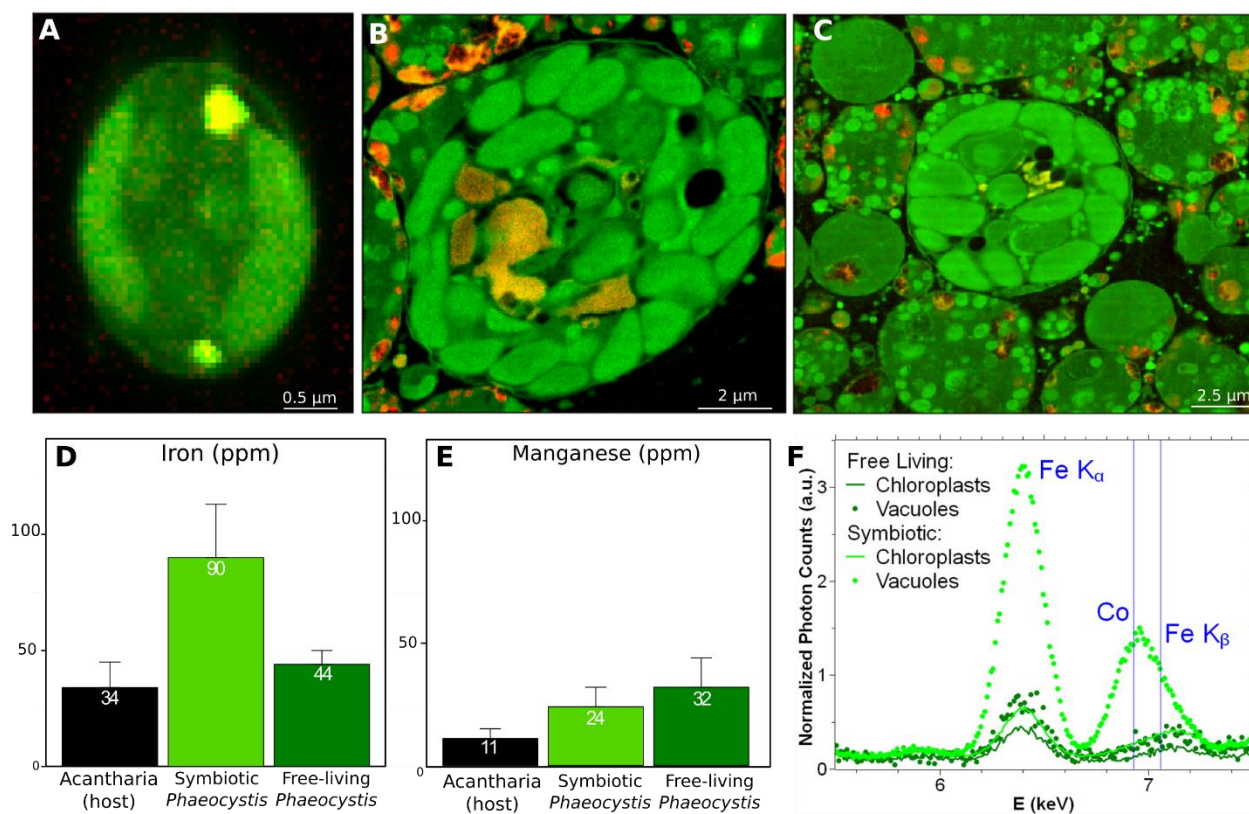 A
0.5 µm
B
2 µm
C
2.5 µm
D
Iron (ppm)
100
50
0
90
44
34
Acantharia
(host)
Symbiotic
Phaeocystis
Free-living
Phaeocystis
E
Manganese (ppm)
100
50
0
11
24
32
Acantharia
(host)
Symbiotic
Phaeocystis
Free-living
Phaeocystis
F
Normalized Photon Counts (a.u.)
3
2
1
0
Free Living:
Chloroplasts
Vacuoles
Symbiotic:
Chloroplasts
Vacuoles
Fe Kα
Co
Fe Kβ
6
7
E (keV)